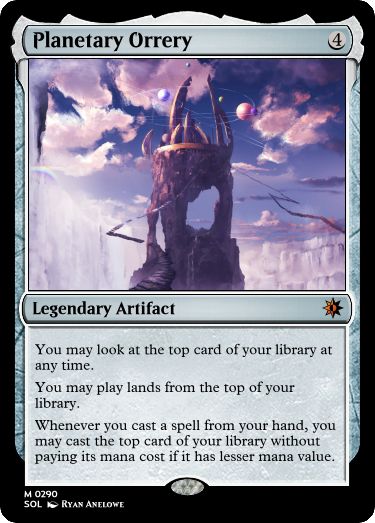 Planetary Orrery 4
Legendary Artifact
You may look at the top card of your library at
any time.
You may play lands from the top of your
library.
Whenever you cast a spell from your hand, you
may cast the top card of your library without
paying its mana cost if it has lesser mana value.
M 0290
SOL Ryan Anelowe